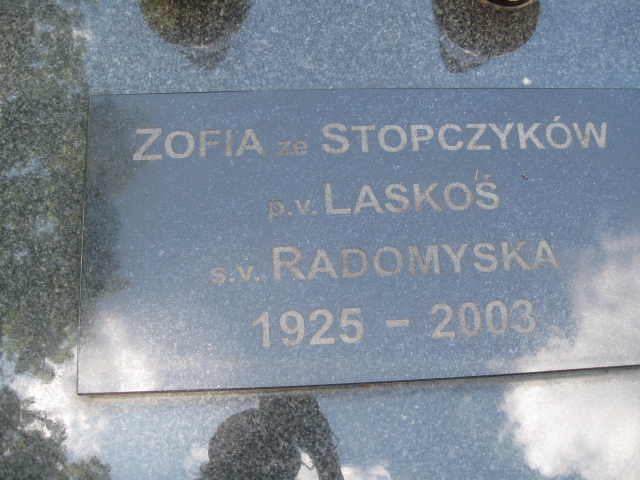 ZOFIA ze STOPCZYKÓW
p.v. LASKOŚ
s.v. RADOMYSKA
1925 - 2003